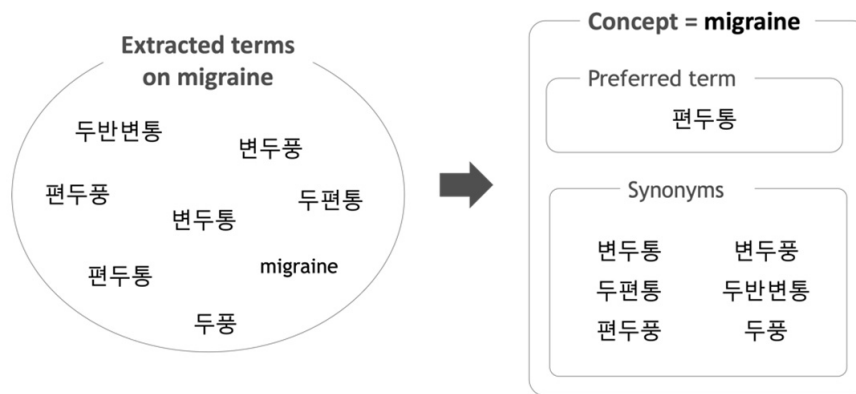 Extracted terms
on migraine
두반변통
변두풍
편두풍
변두통
두편통
편두통
migraine
두풍
Concept = migraine
Preferred term
편두통
Synonyms
변두통 변두풍
두편통 두반변통
편두풍 두풍